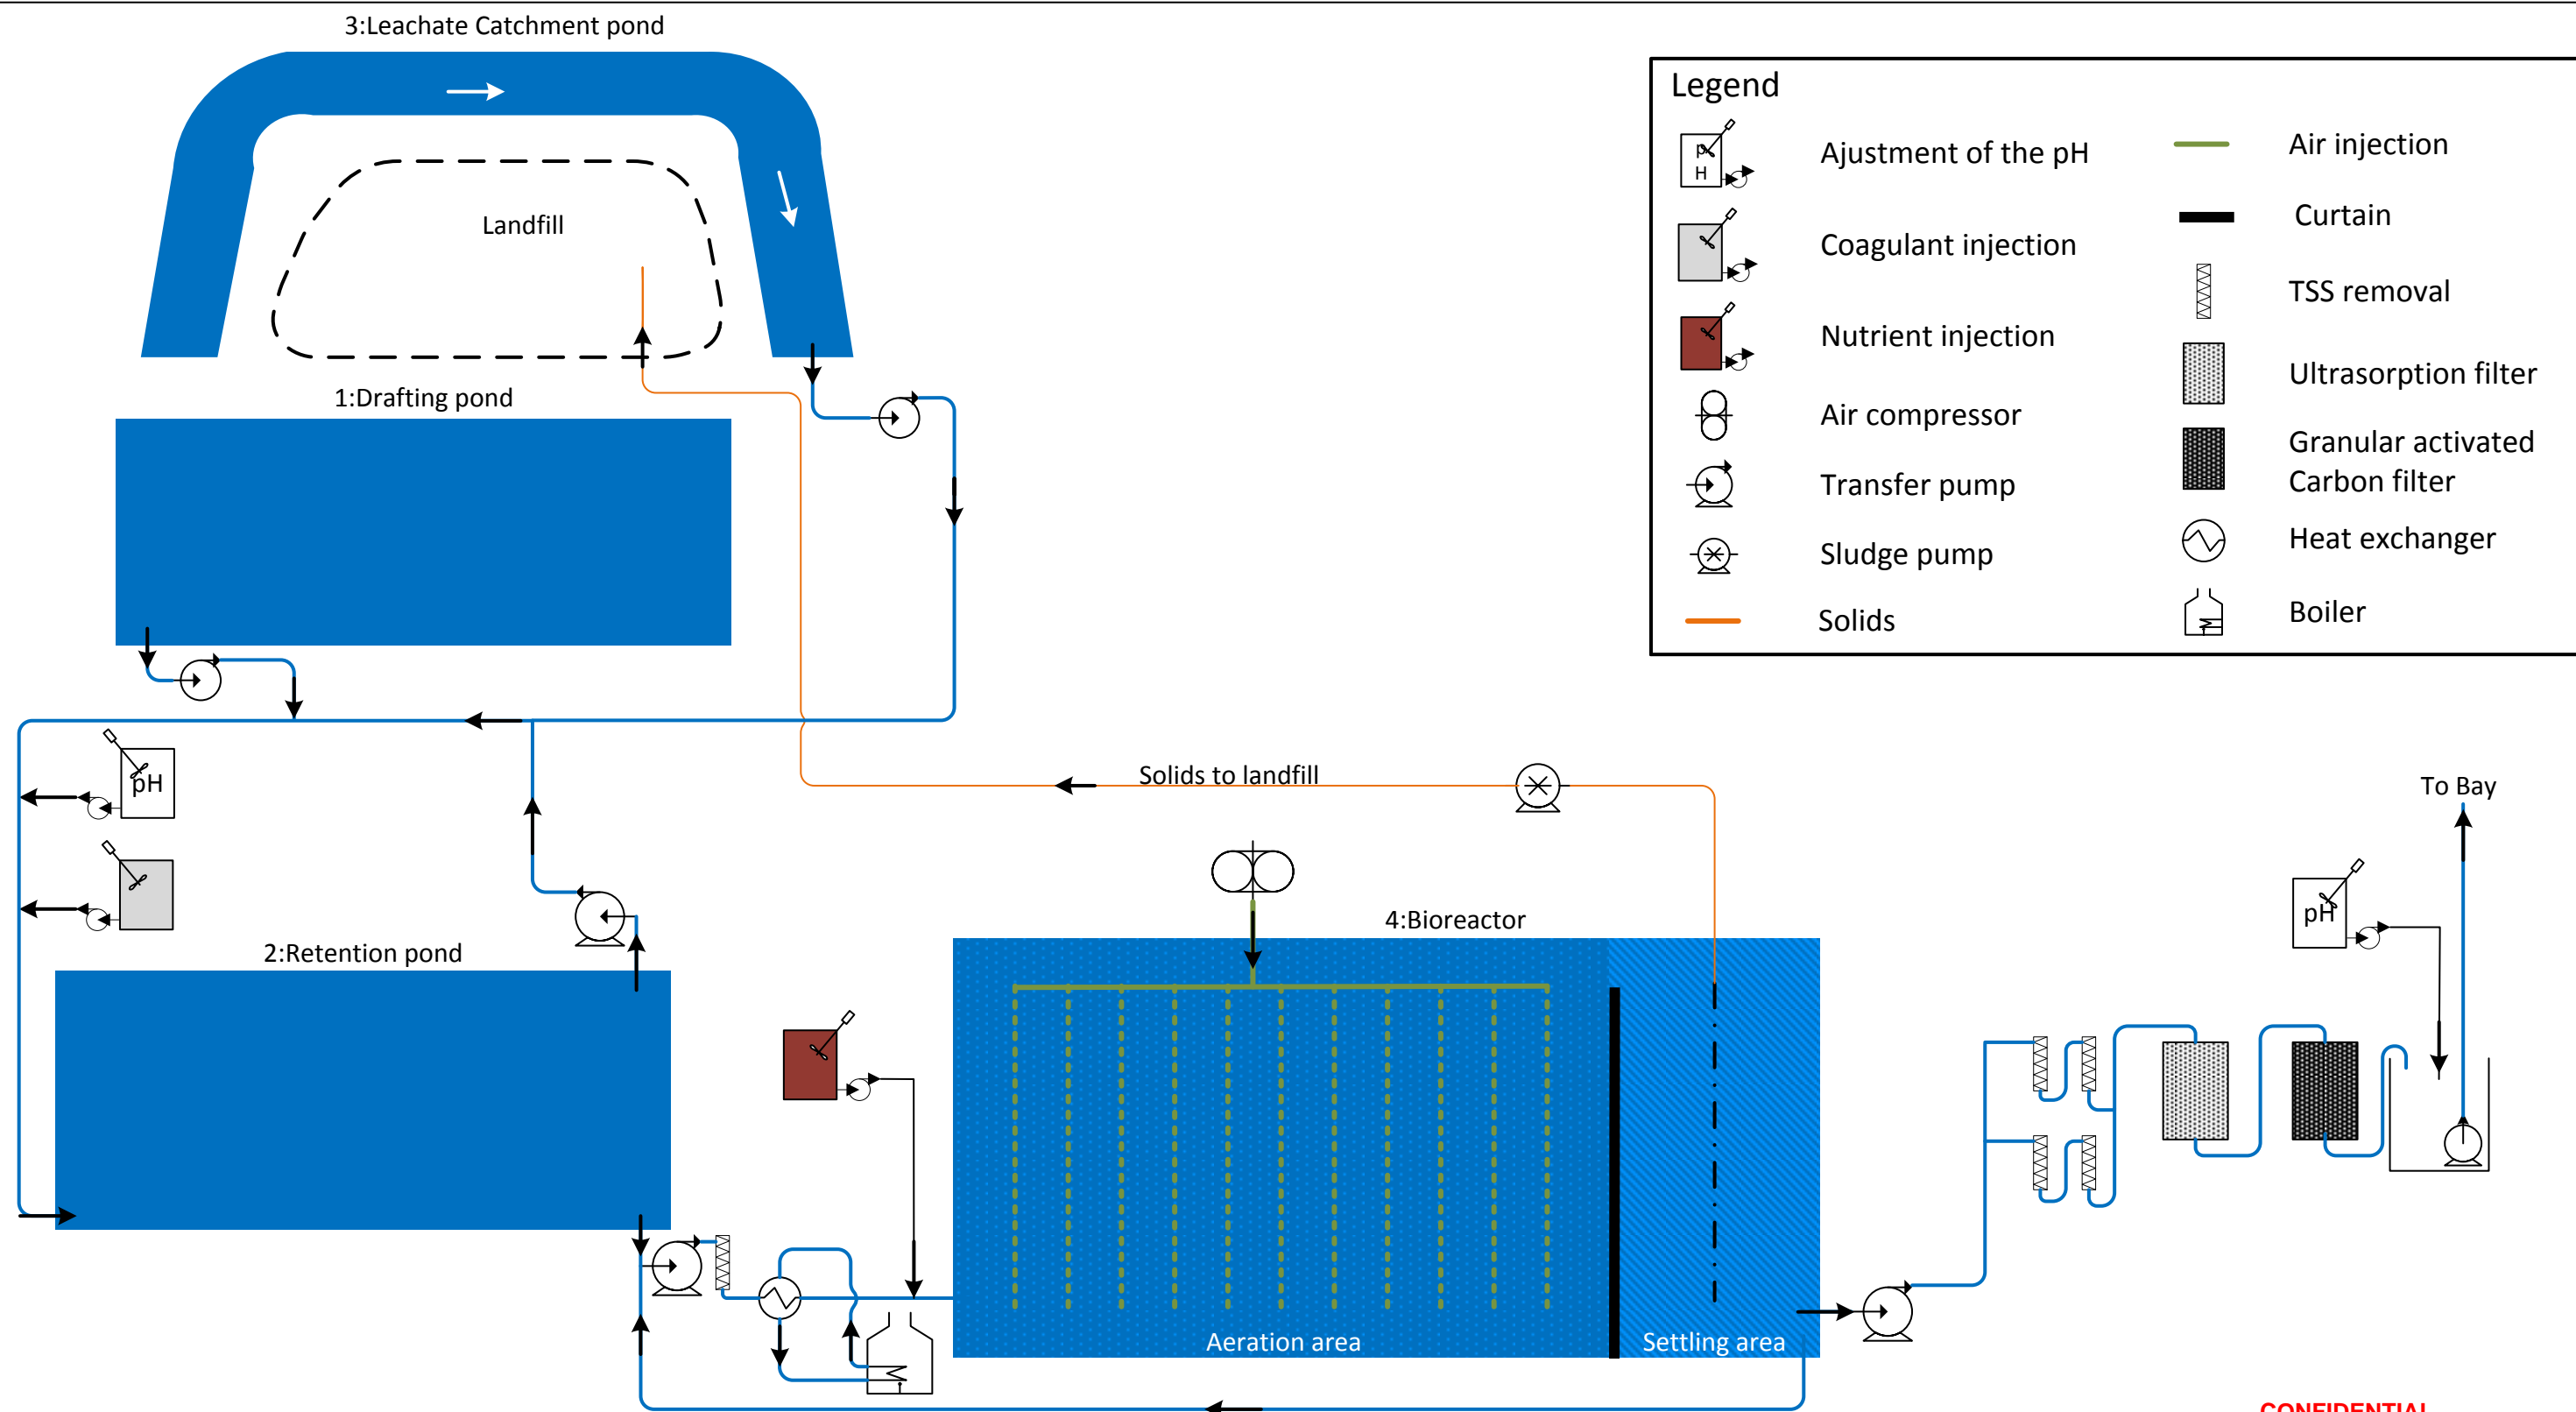 3:Leachate Catchment pond
Landfill
1:Drafting pond
Legend
p
H
Ajustment of the pH
Coagulant injection
Nutrient injection
Air compressor
Transfer pump
Sludge pump
Solids
Air injection
Curtain
TSS removal
Ultrasorption filter
Granular activated
Carbon filter
Heat exchanger
Boiler
pH
Solids to landfill
To Bay
pH
2:Retention pond
4:Bioreactor
Aeration area
Settling area
CONFIDENTIAL